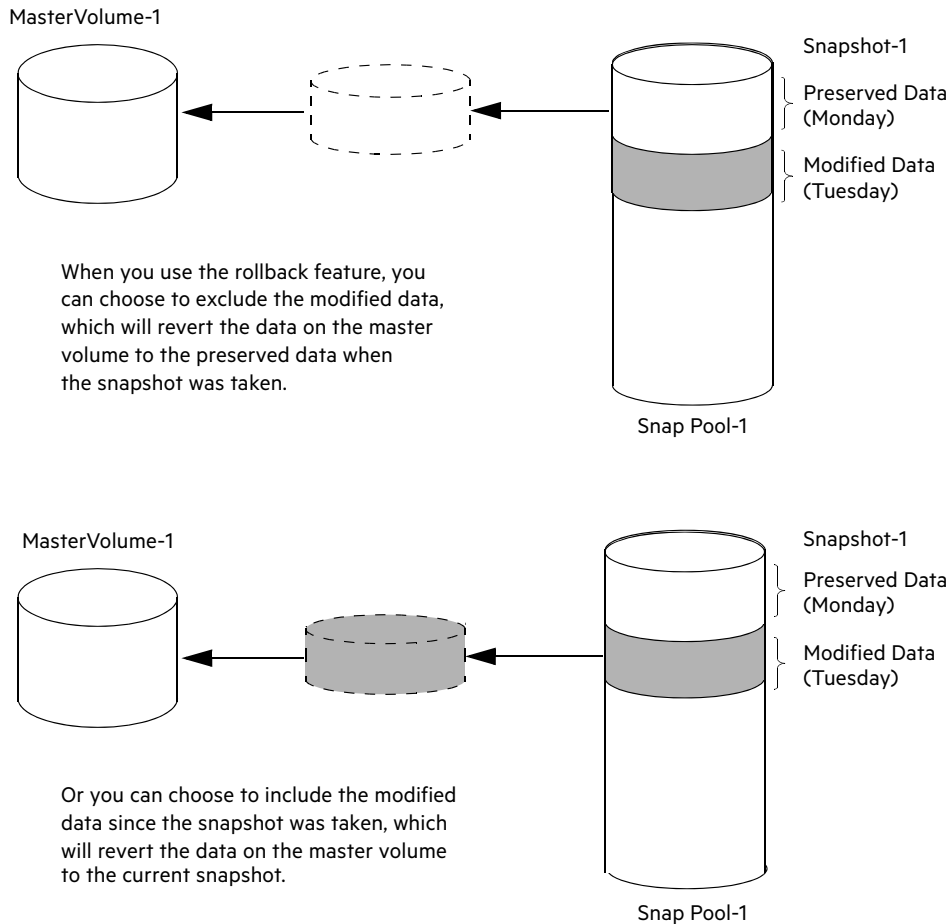 MasterVolume-1
Snapshot-1
Preserved Data
(Monday)
Modified Data
(Tuesday)
When you use the rollback feature, you
can choose to exclude the modified data,
which will revert the data on the master
volume to the preserved data when
the snapshot was taken.
Snap Pool-1
MasterVolume-1
Snapshot-1
Preserved Data
(Monday)
Modified Data
(Tuesday)
Or you can choose to include the modified
data since the snapshot was taken, which
will revert the data on the master volume
to the current snapshot.
Snap Pool-1